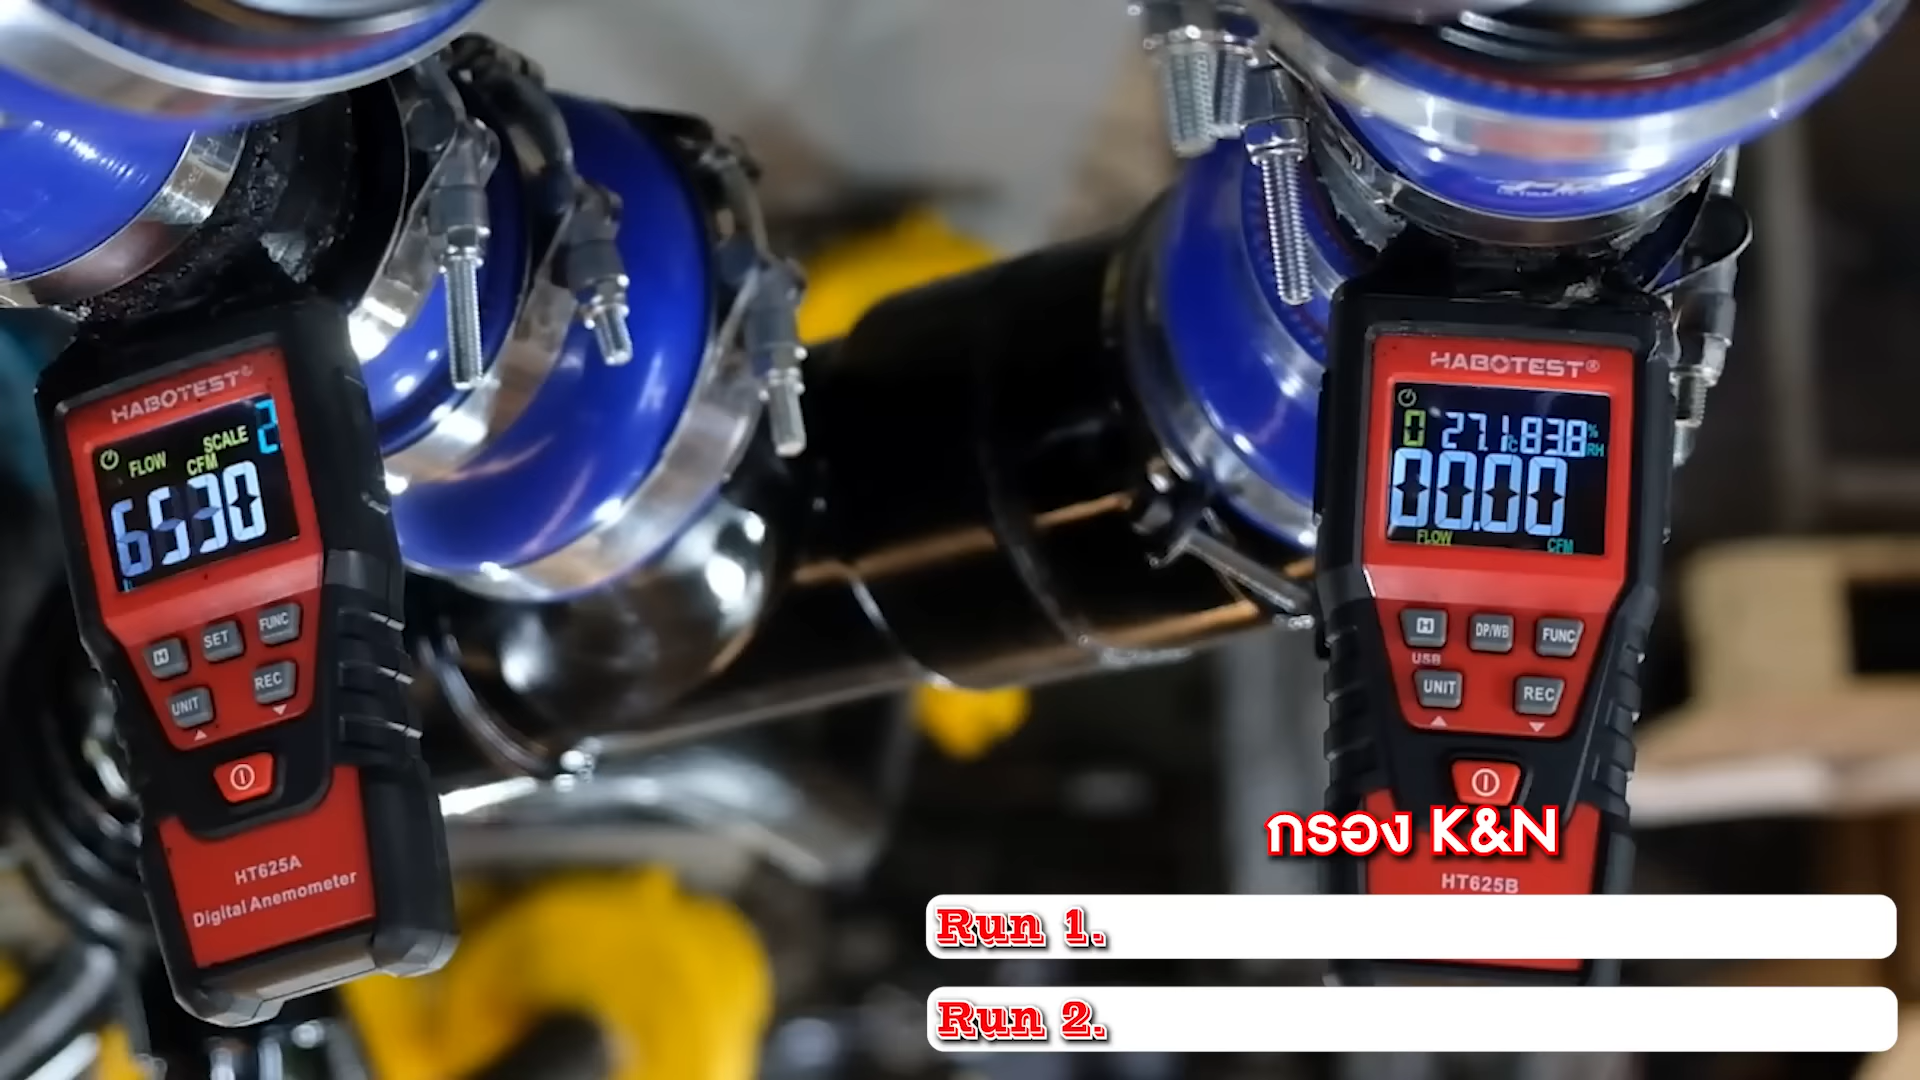 HABOTEST®
SCALE 2
FLOW CFM
6530
H SET FUNC
UNIT REC
HT625A
Digital Anemometer
HABOTEST®
0 27.1°C 83.8% RH
00.00
FLOW CFM
H DP/WB FUNC
USB
UNIT REC
กรอง K&N
HT625B
Run 1.
Run 2.